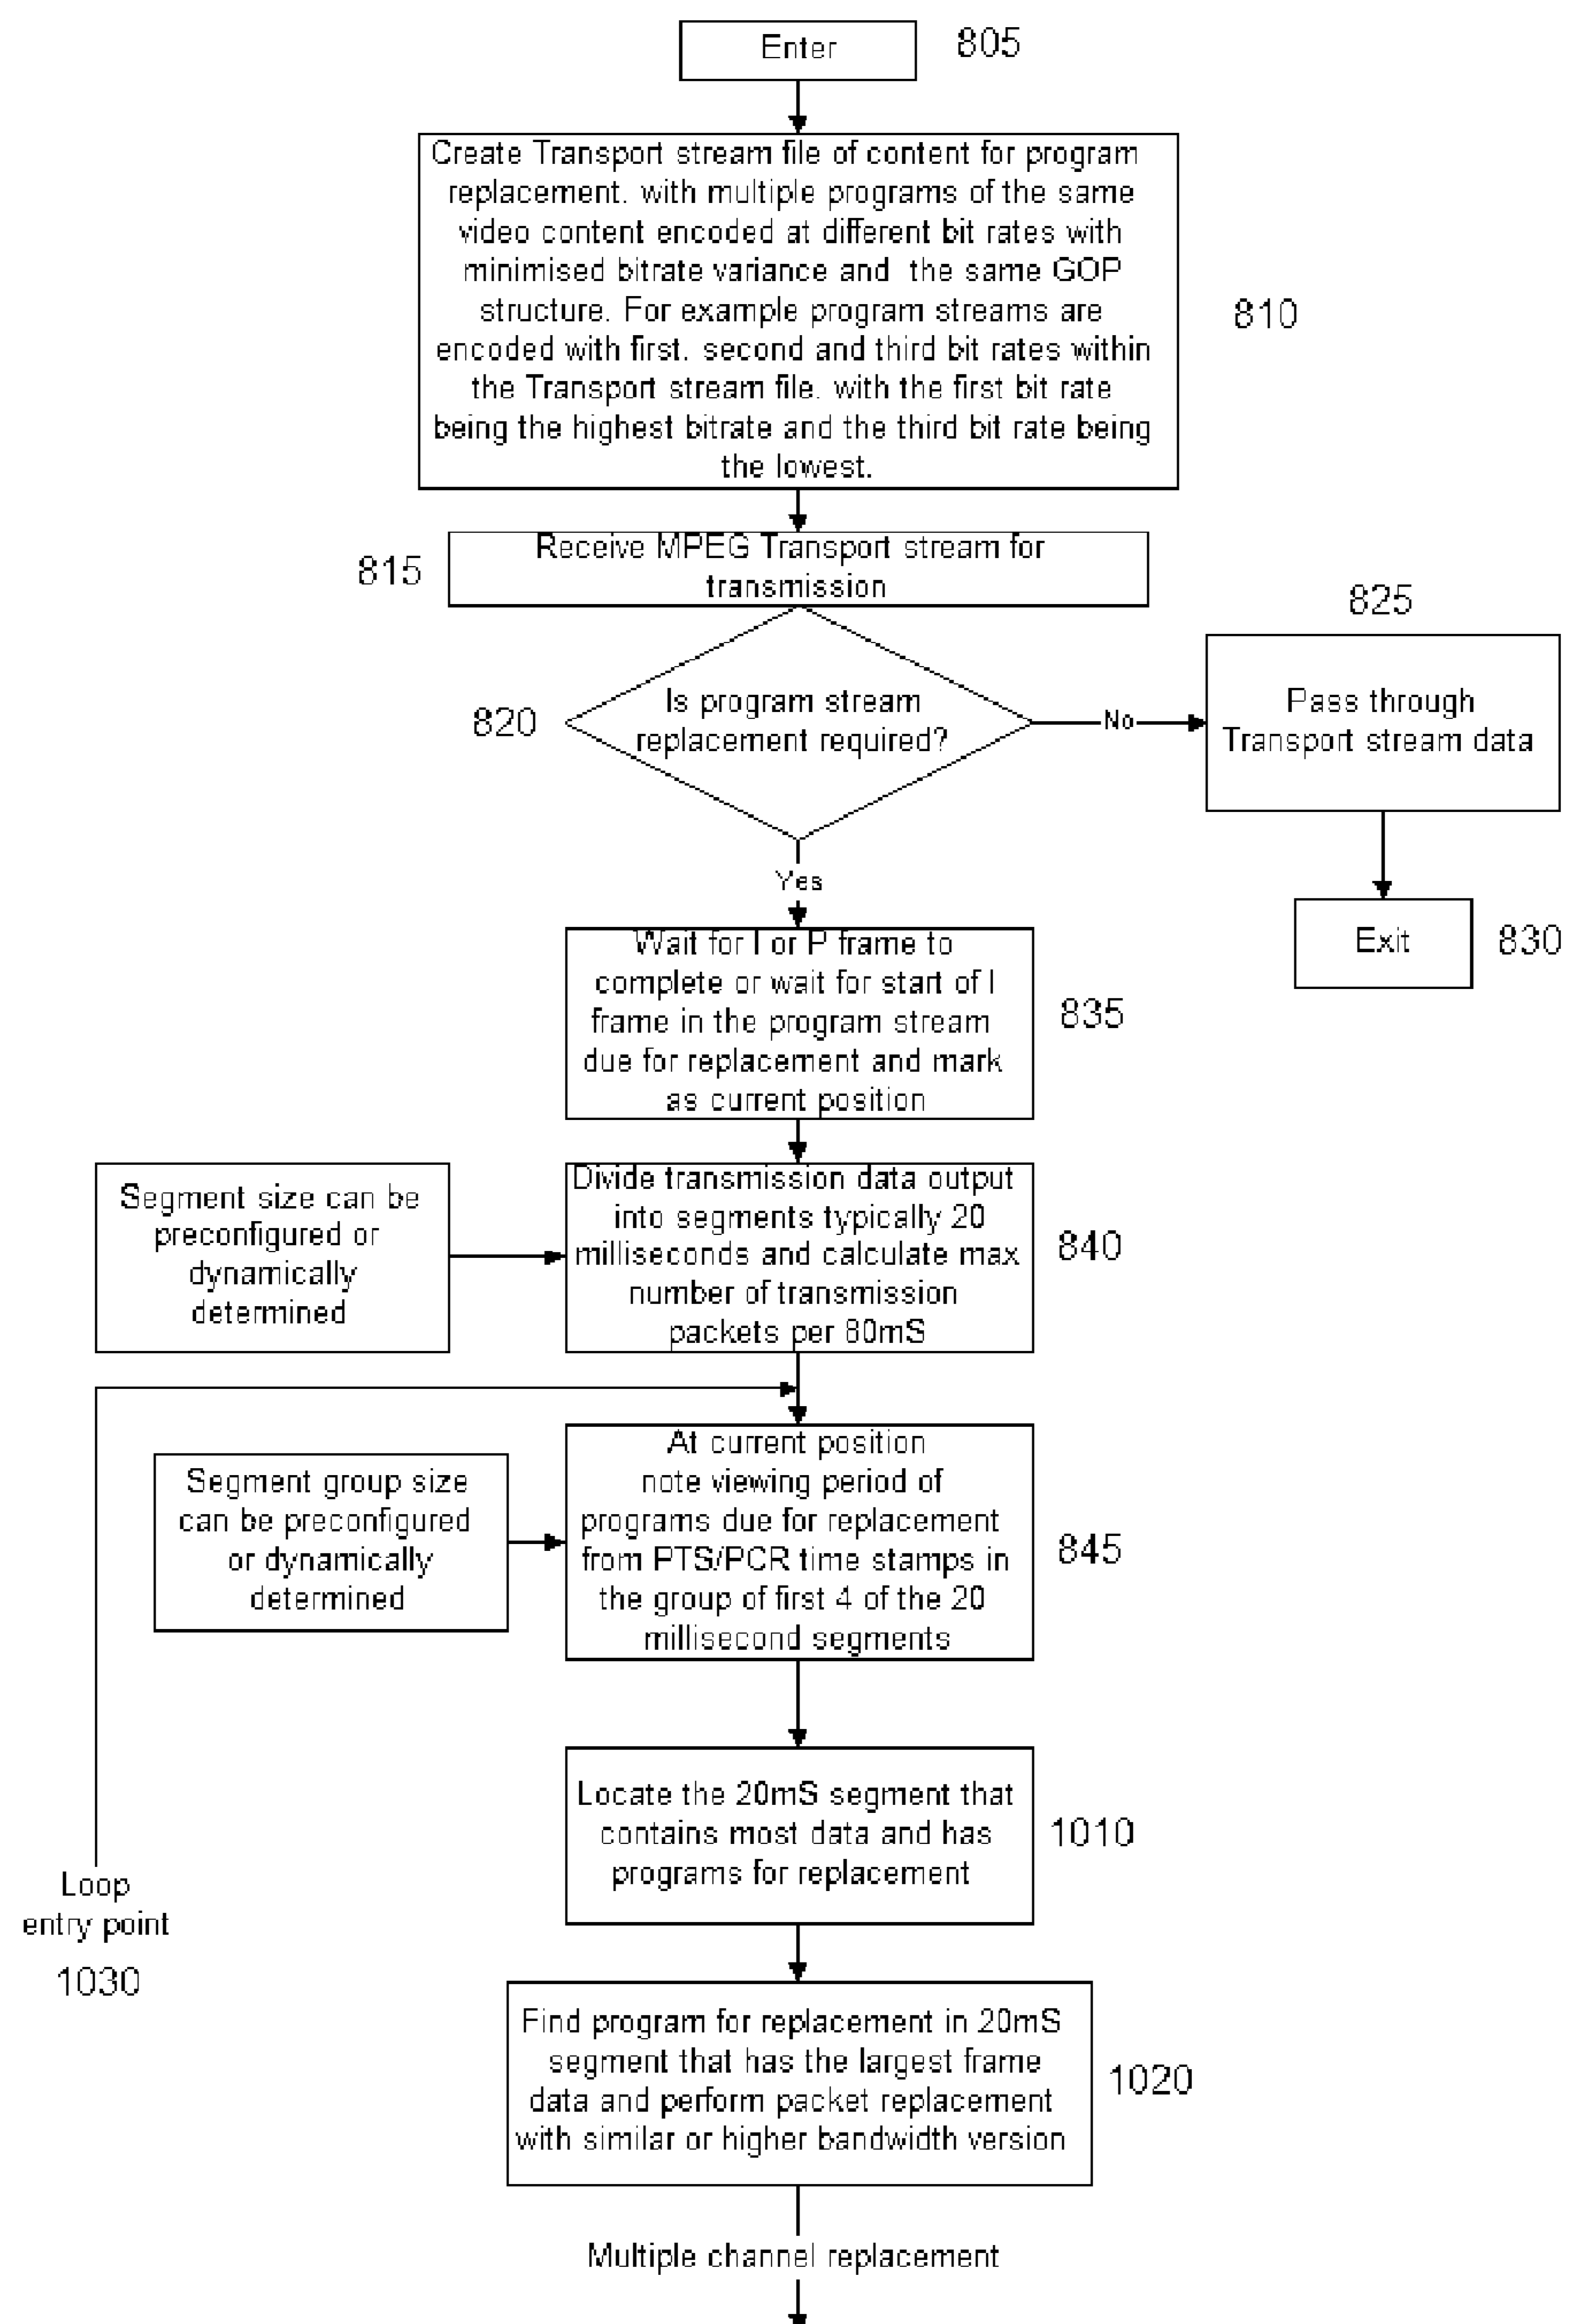 Enter
805
Create Transport stream file of content for program
replacement. with multiple programs of the same
video content encoded at different bit rates with
minimised bitrate variance and the same GOP
structure. For example program streams are
encoded with first. second and third bit rates within
the Transport stream file. with the first bit rate
being the highest bitrate and the third bit rate being
the lowest.
810
815
Receive MPEG Transport stream for
transmission
820
Is program stream
replacement required?
No
825
Pass through
Transport stream data
Yes
Exit
830
Wait for I or P frame to
complete or wait for start of I
frame in the program stream
due for replacement and mark
as current position
835
Segment size can be
preconfigured or
dynamically
determined
Divide transmission data output
into segments typically 20
milliseconds and calculate max
number of transmission
packets per 80mS
840
Segment group size
can be preconfigured
or dynamically
determined
At current position
note viewing period of
programs due for replacement
from PTS/PCR time stamps in
the group of first 4 of the 20
millisecond segments
845
Locate the 20mS segment that
contains most data and has
programs for replacement
1010
Loop
entry point
1030
Find program for replacement in 20mS
segment that has the largest frame
data and perform packet replacement
with similar or higher bandwidth version
1020
Multiple channel replacement